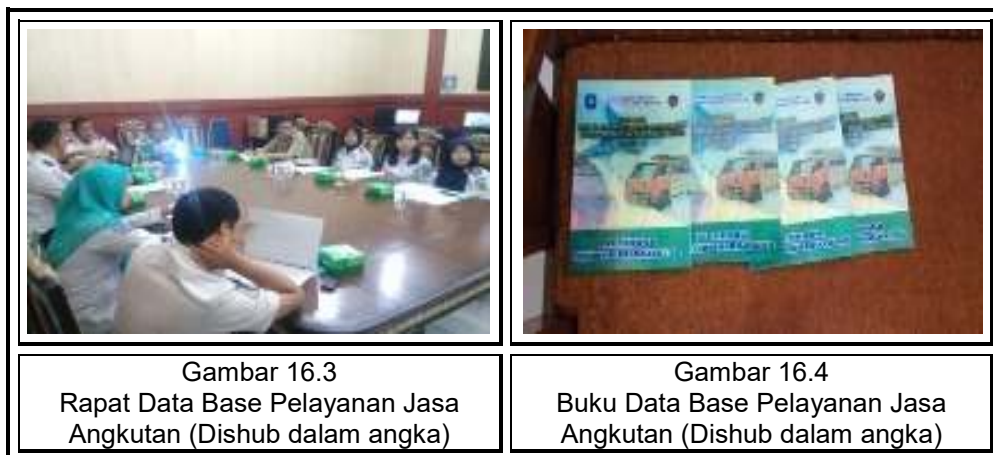 Gambar 16.3
Rapat Data Base Pelayanan Jasa
Angkutan (Dishub dalam angka)
Gambar 16.4
Buku Data Base Pelayanan Jasa
Angkutan (Dishub dalam angka)